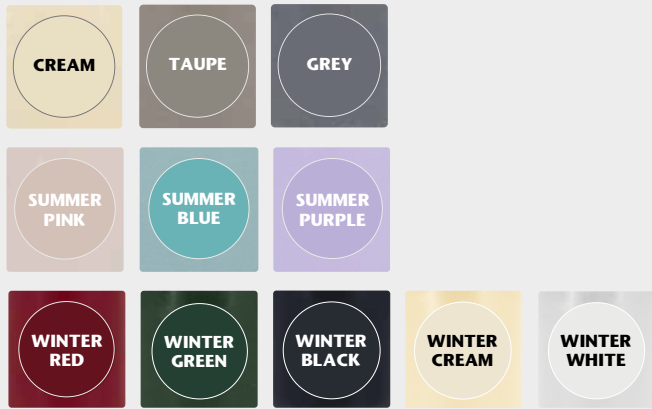 CREAM
TAUPE
GREY
SUMMER
PINK
SUMMER
BLUE
SUMMER
PURPLE
WINTER
RED
WINTER
GREEN
WINTER
BLACK
WINTER
CREAM
WINTER
WHITE